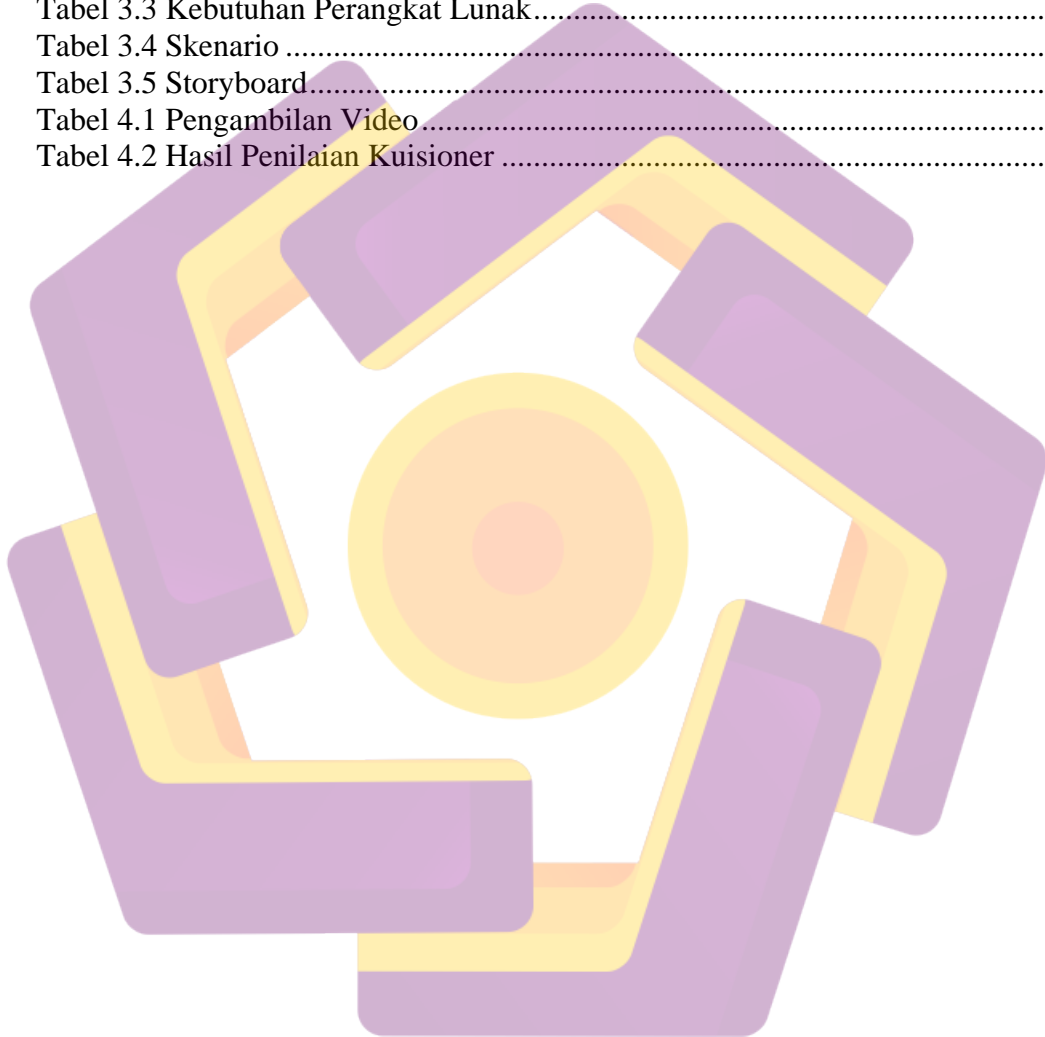 Tabel 3.3 Kebutuhan Perangkat Lunak...............................................................................
Tabel 3.4 Skenario ...............................................................................................................
Tabel 3.5 Storyboard............................................................................................................
Tabel 4.1 Pengambilan Video..............................................................................................
Tabel 4.2 Hasil Penilaian Kuisioner ....................................................................................